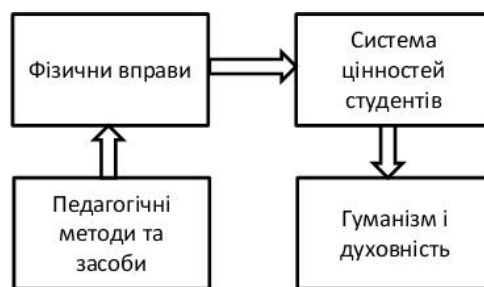 Фізични вправи
Система
цінностей
студентів
Педагогічні
методи та
засоби
Гуманізм і
духовність